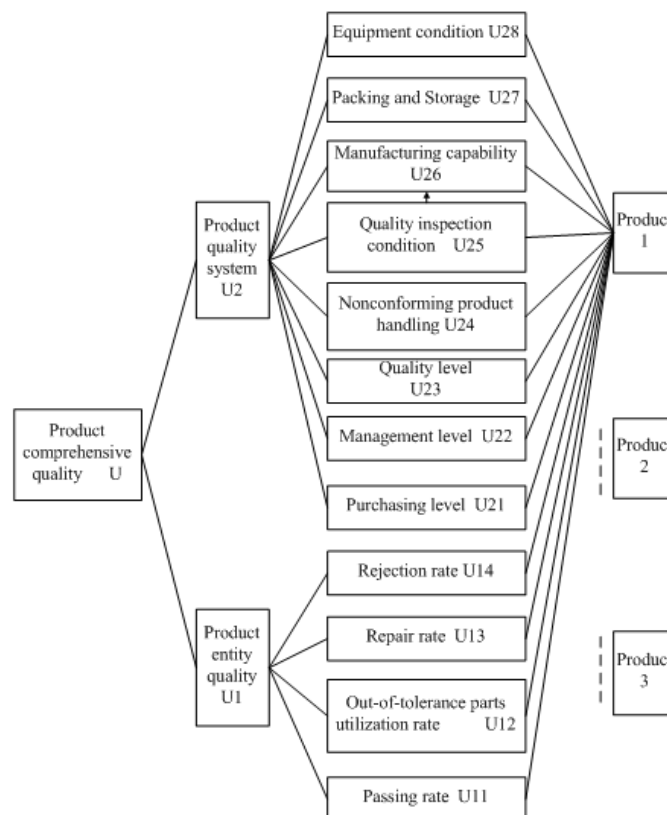 Equipment condition U28
Packing and Storage U27
Manufacturing capability
U26
Quality inspection
condition U25
Nonconforming product
handling U24
Quality level
U23
Management level U22
Purchasing level U21
Rejection rate U14
Repair rate U13
Out-of-tolerance parts
utilization rate U12
Passing rate U11
Product
quality
system
U2
Product
entity
quality
U1
Product
comprehensive
quality U
Produc
1
Produc
2
Produc
3